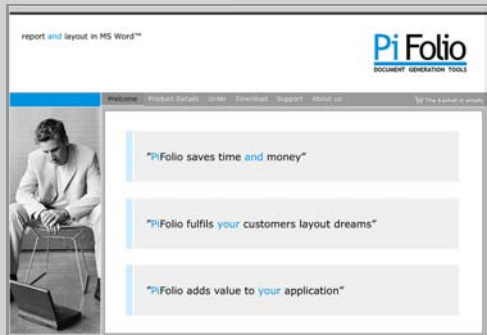 report and layout in MS Word™
Pi Folio
DOCUMENT GENERATION TOOLS
Welcome Product Details Order Download Support About us The basket is empty
"PiFolio saves time and money"
"PiFolio fulfils your customers layout dreams"
"PiFolio adds value to your application"